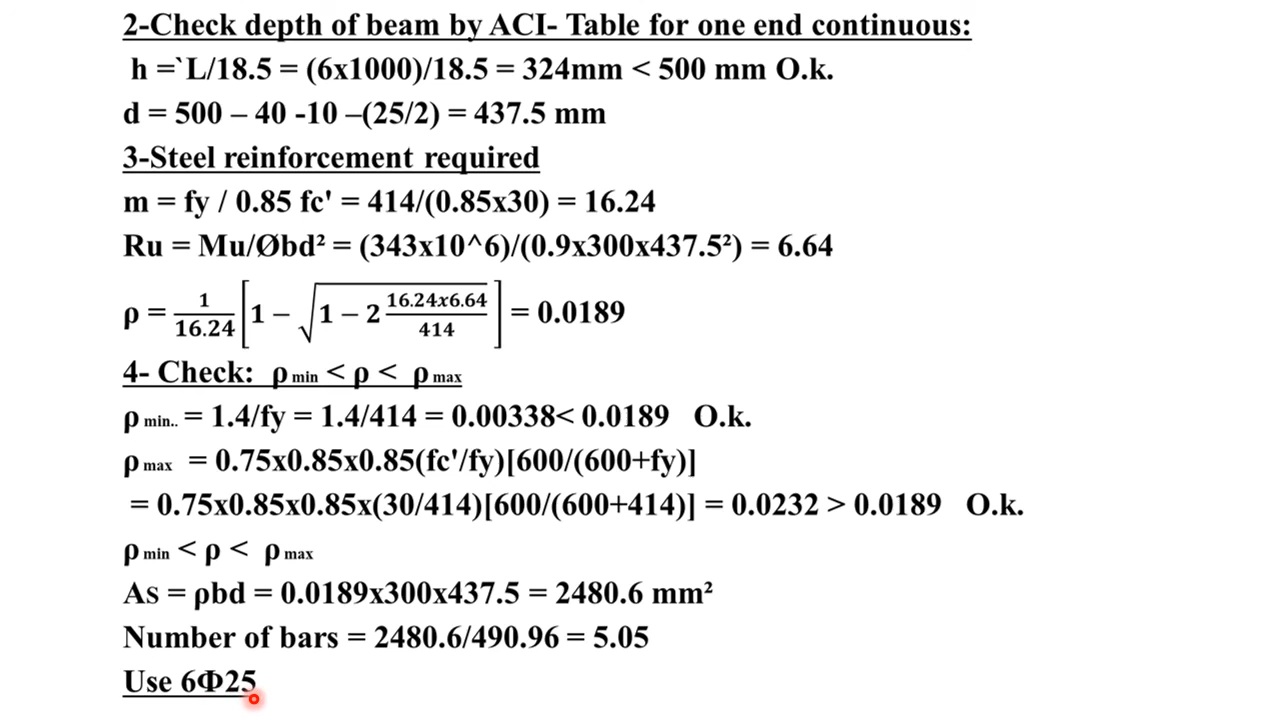 2-Check depth of beam by ACI- Table for one end continuous:
h =`L/18.5 = (6x1000)/18.5 = 324mm < 500 mm O.k.
d = 500 – 40 -10 –(25/2) = 437.5 mm
3-Steel reinforcement required
m = fy / 0.85 fc' = 414/(0.85x30) = 16.24
Ru = Mu/Øbd² = (343x10^6)/(0.9x300x437.5²) = 6.64
ρ = 1/16.24 [1 − √(1 − 2 16.24x6.64/414)] = 0.0189
4- Check: ρ min < ρ < ρ max
ρ min.. = 1.4/fy = 1.4/414 = 0.00338< 0.0189 O.k.
ρ max = 0.75x0.85x0.85(fc'/fy)[600/(600+fy)]
= 0.75x0.85x0.85x(30/414)[600/(600+414)] = 0.0232 > 0.0189 O.k.
ρ min < ρ < ρ max
As = ρbd = 0.0189x300x437.5 = 2480.6 mm²
Number of bars = 2480.6/490.96 = 5.05
Use 6Φ25